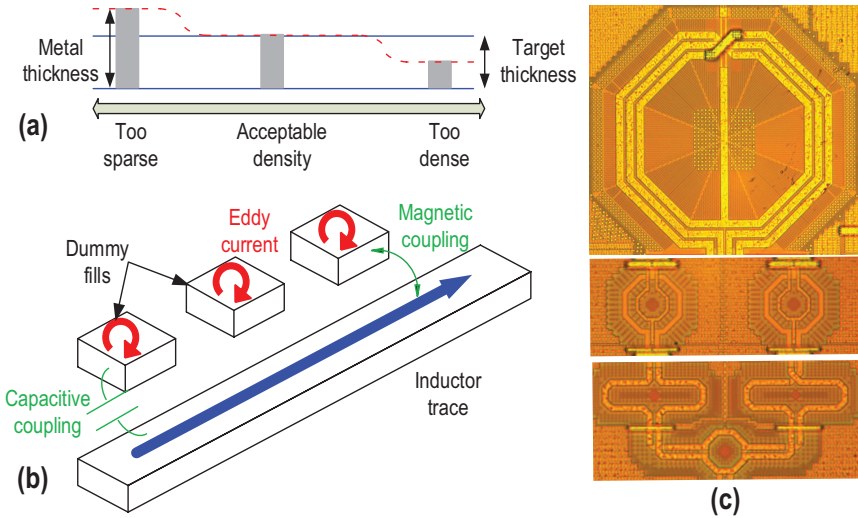 Metal
thickness
Target
thickness
(a)
Too
sparse
Acceptable
density
Too
dense
Dummy
fills
Eddy
current
Magnetic
coupling
Capacitive
coupling
Inductor
trace
(b)
(c)